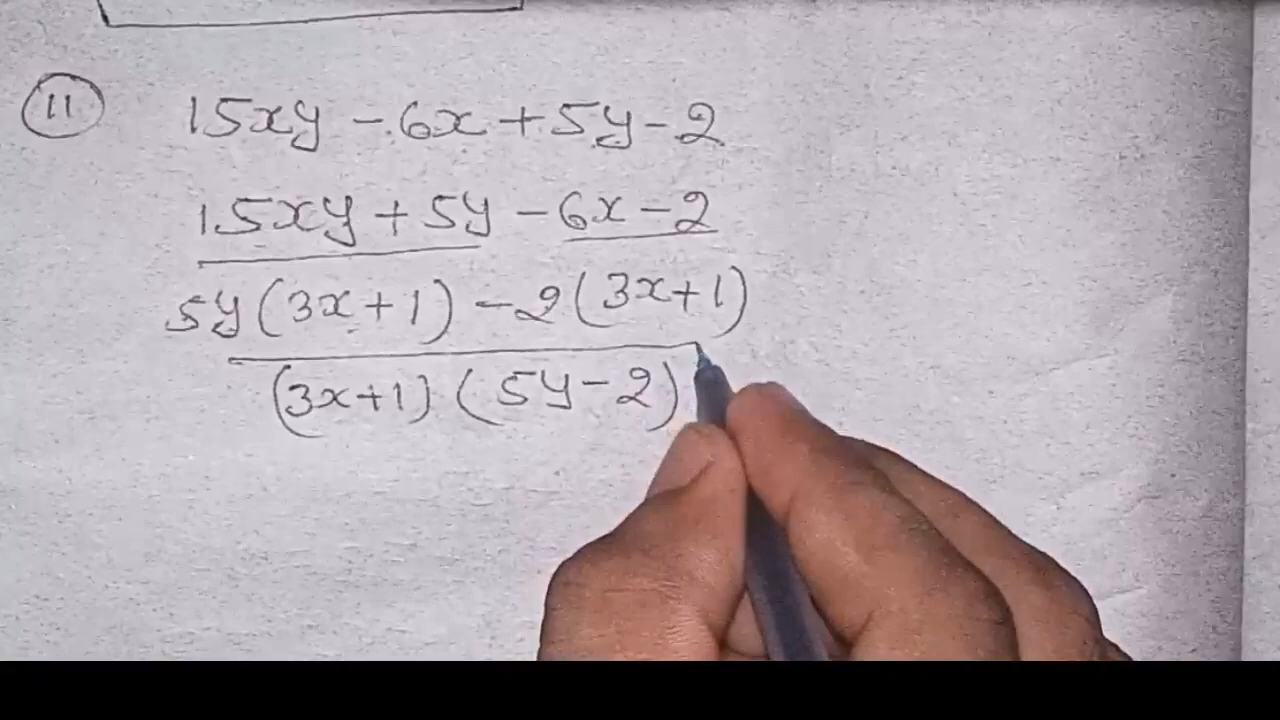 11 15xy - 6x + 5y - 2
15xy + 5y - 6x - 2
5y (3x + 1) - 2 (3x + 1)
(3x + 1) (5y - 2)